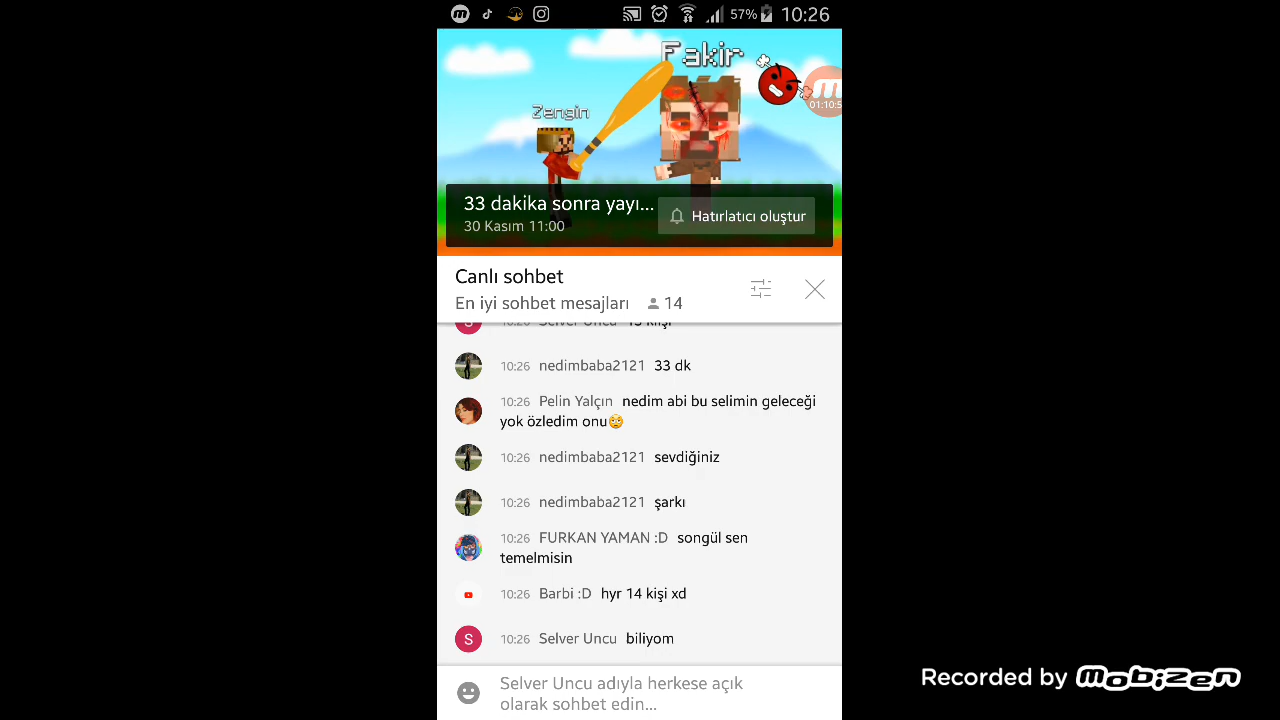 57% 10:26
Fakir
Zengin
01:10:5
33 dakika sonra yayı...
30 Kasım 11:00
Hatırlatıcı oluştur
Canlı sohbet
En iyi sohbet mesajları 14
10:26 Selver Uncu
10:26 nedimbaba2121 33 dk
10:26 Pelin Yalçın nedim abi bu selimin geleceği
yok özledim onu😳
10:26 nedimbaba2121 sevdiğiniz
10:26 nedimbaba2121 şarkı
10:26 FURKAN YAMAN :D songül sen
temelmisin
10:26 Barbi :D hyr 14 kişi xd
S 10:26 Selver Uncu biliyom
Selver Uncu adıyla herkese açık
olarak sohbet edin...
Recorded by mobizen